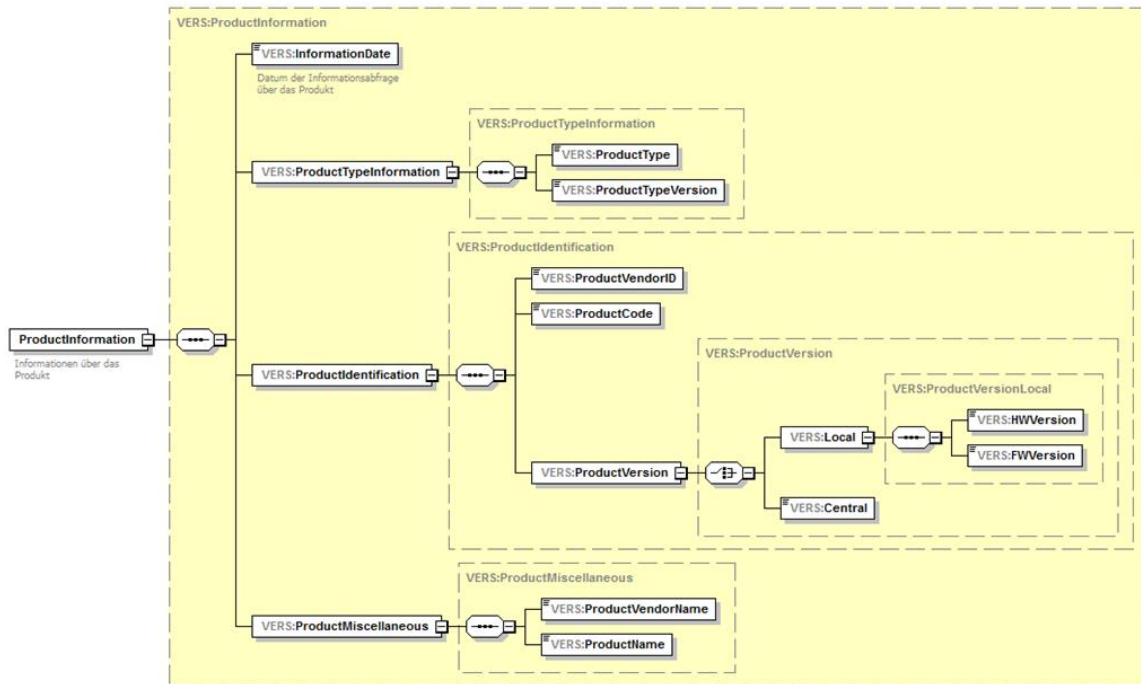 VERS:ProductInformation
VERS:InformationDate
Datum der Informationsabfrage
über das Produkt
VERS:ProductTypeInformation
VERS:ProductType
VERS:ProductTypeInformation
VERS:ProductTypeVersion
VERS:ProductIdentification
VERS:ProductVendorID
VERS:ProductCode
ProductInformation
Informationen über das
Produkt
VERS:ProductIdentification
VERS:ProductVersion
VERS:ProductVersionLocal
VERS:HWVersion
VERS:Local
VERS:FWVersion
VERS:ProductVersion
VERS:Central
VERS:ProductMiscellaneous
VERS:ProductVendorName
VERS:ProductMiscellaneous
VERS:ProductName